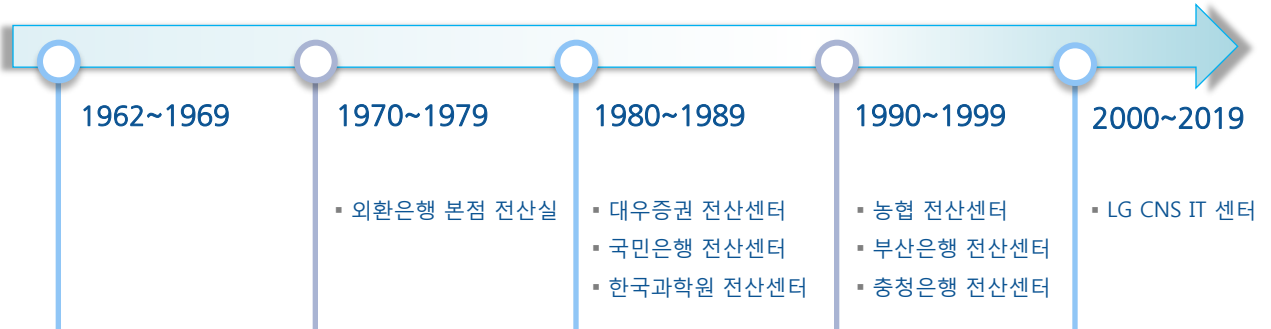 1962~1969
1970~1979
▪ 외환은행 본점 전산실
1980~1989
▪ 대우증권 전산센터
▪ 국민은행 전산센터
▪ 한국과학원 전산센터
1990~1999
▪ 농협 전산센터
▪ 부산은행 전산센터
▪ 충청은행 전산센터
2000~2019
▪ LG CNS IT 센터